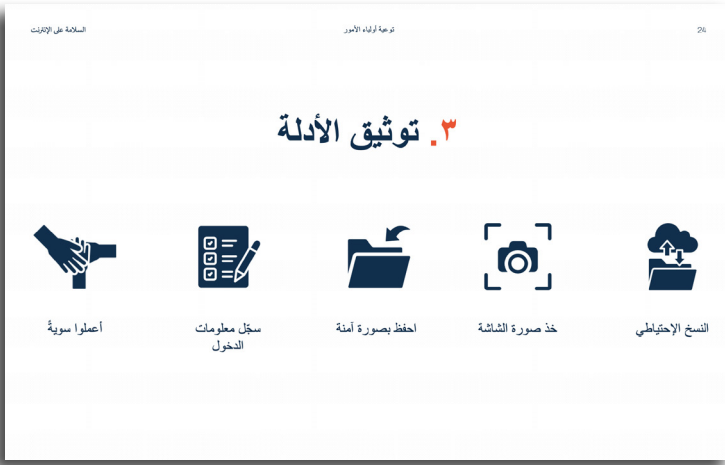 24
توعية أولياء الأمور
السلامة على الإنترنت
٣. توثيق الأدلة
النسخ الإحتياطي
خذ صورة الشاشة
احفظ بصورة آمنة
سجّل معلومات
الدخول
أعملوا سويةً